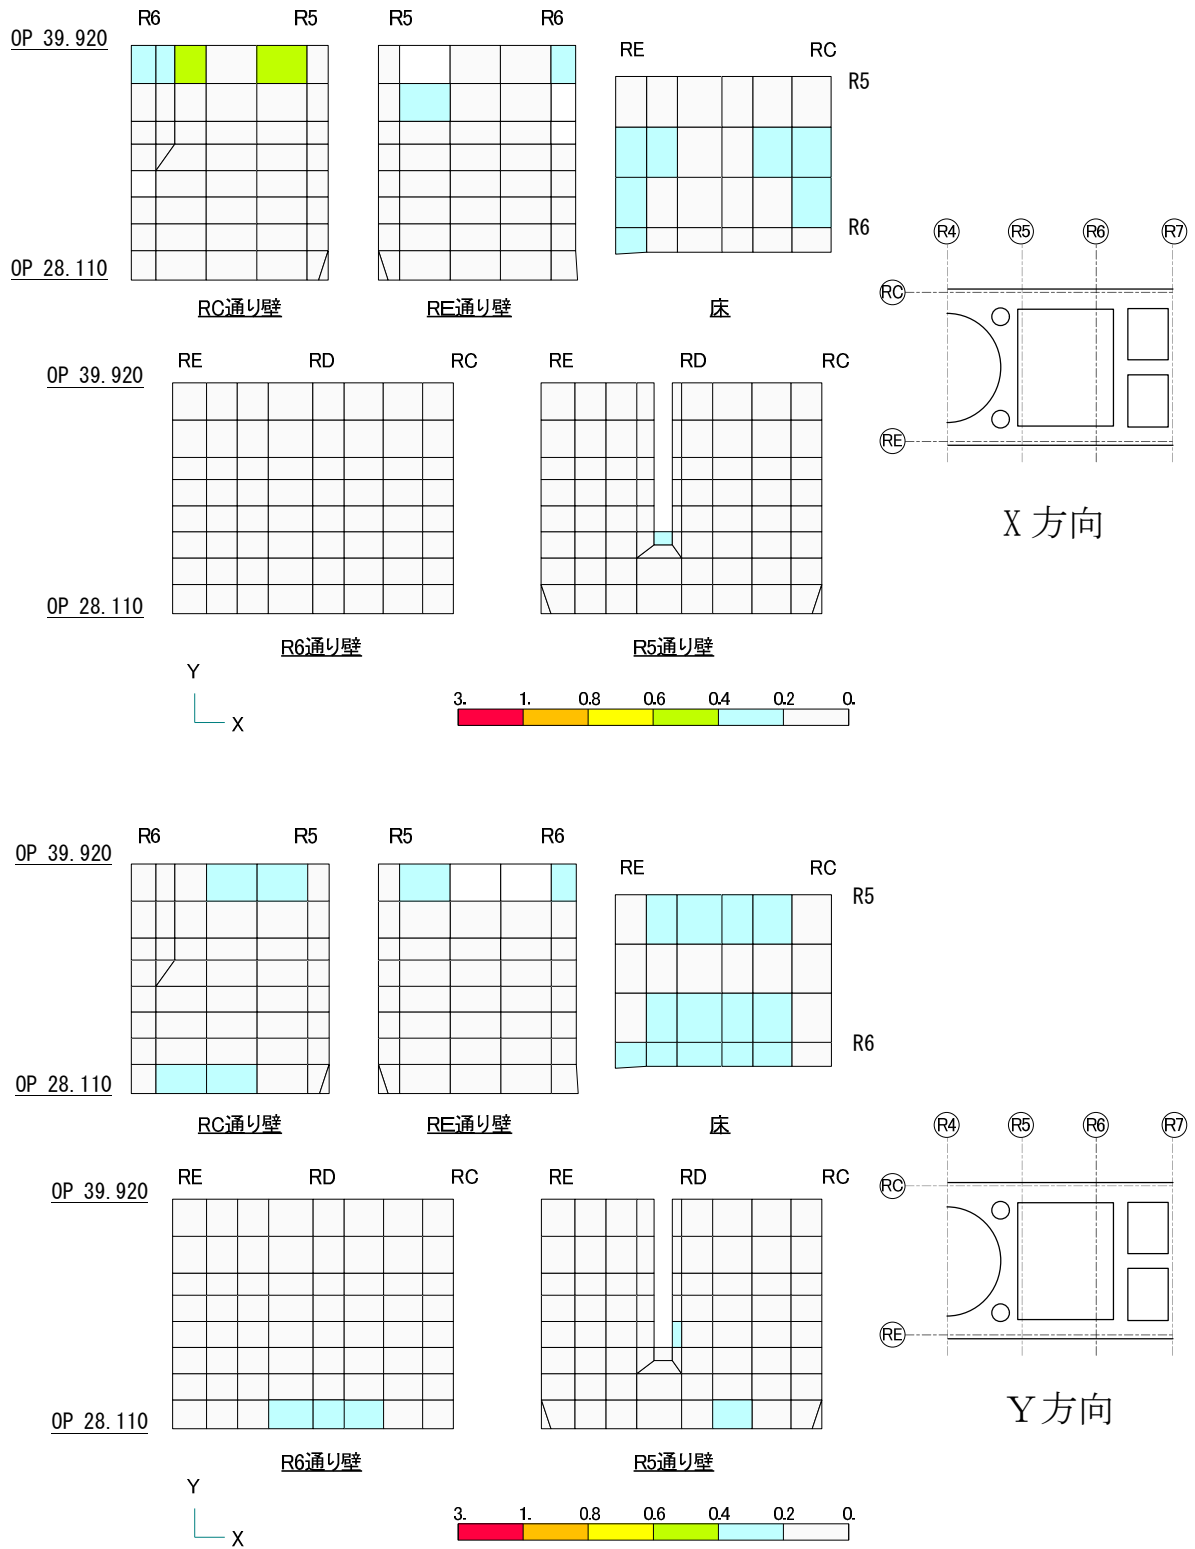 R6 R5 R5 R6
OP 39.920 RE RC
R5
R6
OP 28.110
RC通り壁 RE通り壁 床
R4 R5 R6 R7
RC
RE
RE RD RC RE RD RC
OP 39.920
X 方向
OP 28.110
R6通り壁 R5通り壁
Y
X
3. 1. 0.8 0.6 0.4 0.2 0.
R6 R5 R5 R6
OP 39.920 RE RC
R5
R6
OP 28.110
RC通り壁 RE通り壁 床
R4 R5 R6 R7
RC
RE
RE RD RC RE RD RC
OP 39.920
Y 方向
OP 28.110
R6通り壁 R5通り壁
Y
X
3. 1. 0.8 0.6 0.4 0.2 0.